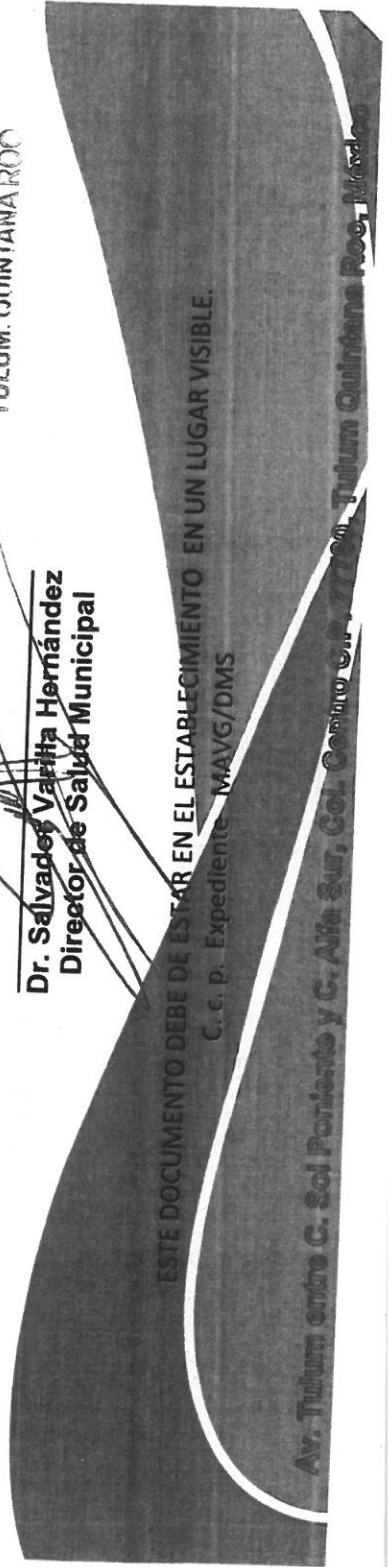 TULUM. QUINTANA ROO
Dr. Salvador Varilla Hernández
Director de Salud Municipal
ESTE DOCUMENTO DEBE DE ESTAR EN EL ESTABLECIMIENTO EN UN LUGAR VISIBLE.
C. c. p. Expediente MAVG/DMS
Av. Tulum entre C. Sol Poniente y C. Alfa Sur, Col. Centro C.P. Tulum Quintana Roo, México